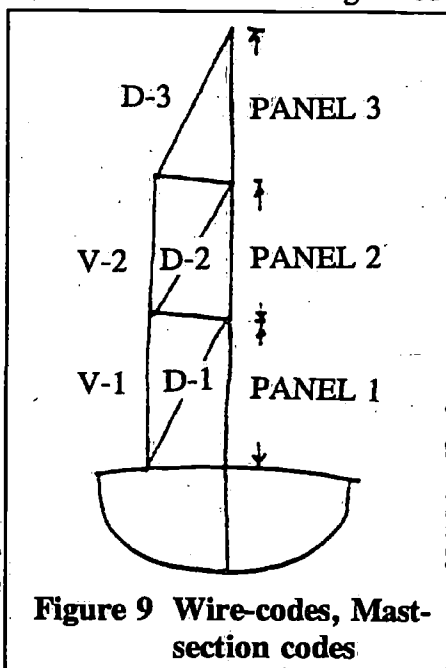 D-3
PANEL 3
V-2
D-2
PANEL 2
V-1
D-1
PANEL 1
Figure 9 Wire-codes, Mast-
section codes